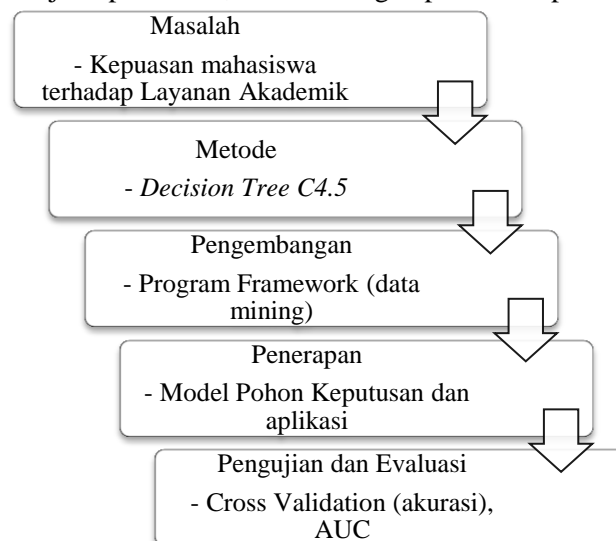 Masalah
- Kepuasan mahasiswa
terhadap Layanan Akademik
Metode
- Decision Tree C4.5
Pengembangan
- Program Framework (data
mining)
Penerapan
- Model Pohon Keputusan dan
aplikasi
Pengujian dan Evaluasi
- Cross Validation (akurasi),
AUC